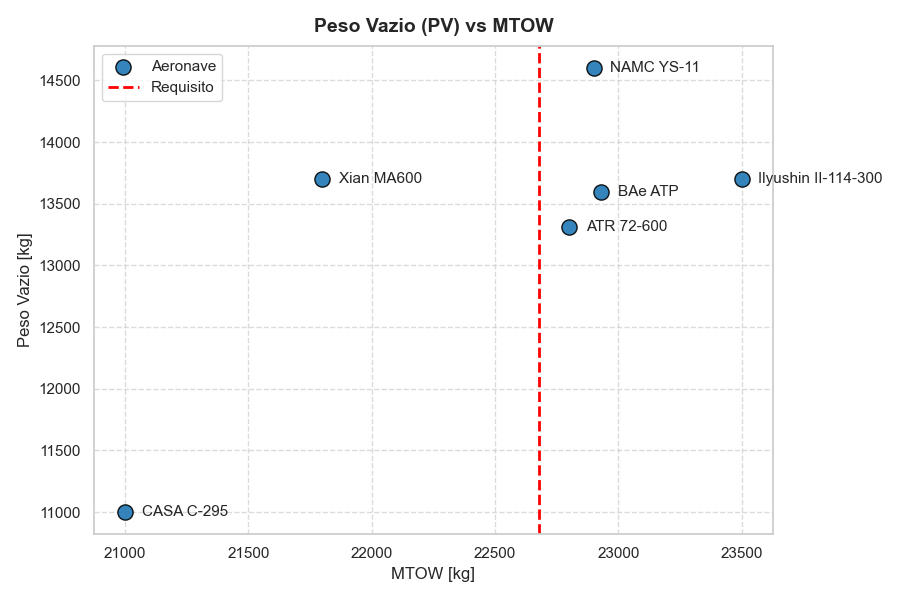 Peso Vazio (PV) vs MTOW
Aeronave
Requisito
NAMC YS-11
Xian MA600
Ilyushin Il-114-300
BAe ATP
ATR 72-600
CASA C-295
Peso Vazio [kg]
14500
14000
13500
13000
12500
12000
11500
11000
21000 21500 22000 22500 23000 23500
MTOW [kg]